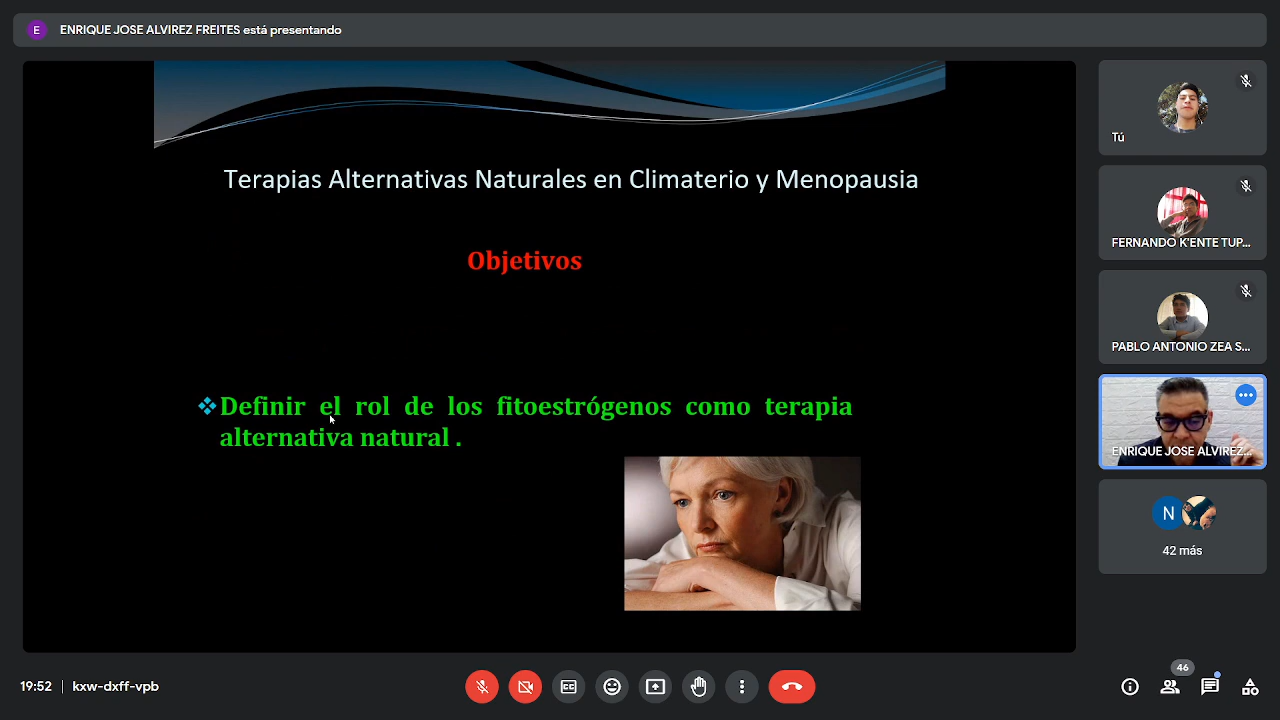 E
ENRIQUE JOSE ALVIREZ FREITES está presentando
Terapias Alternativas Naturales en Climaterio y Menopausia
Objetivos
Definir el rol de los fitoestrógenos como terapia
alternativa natural .
Tú
FERNANDO K'ENTE TUP...
PABLO ANTONIO ZEA S...
ENRIQUE JOSE ALVIREZ...
N
42 más
19:52 | kxw-dxff-vpb
46